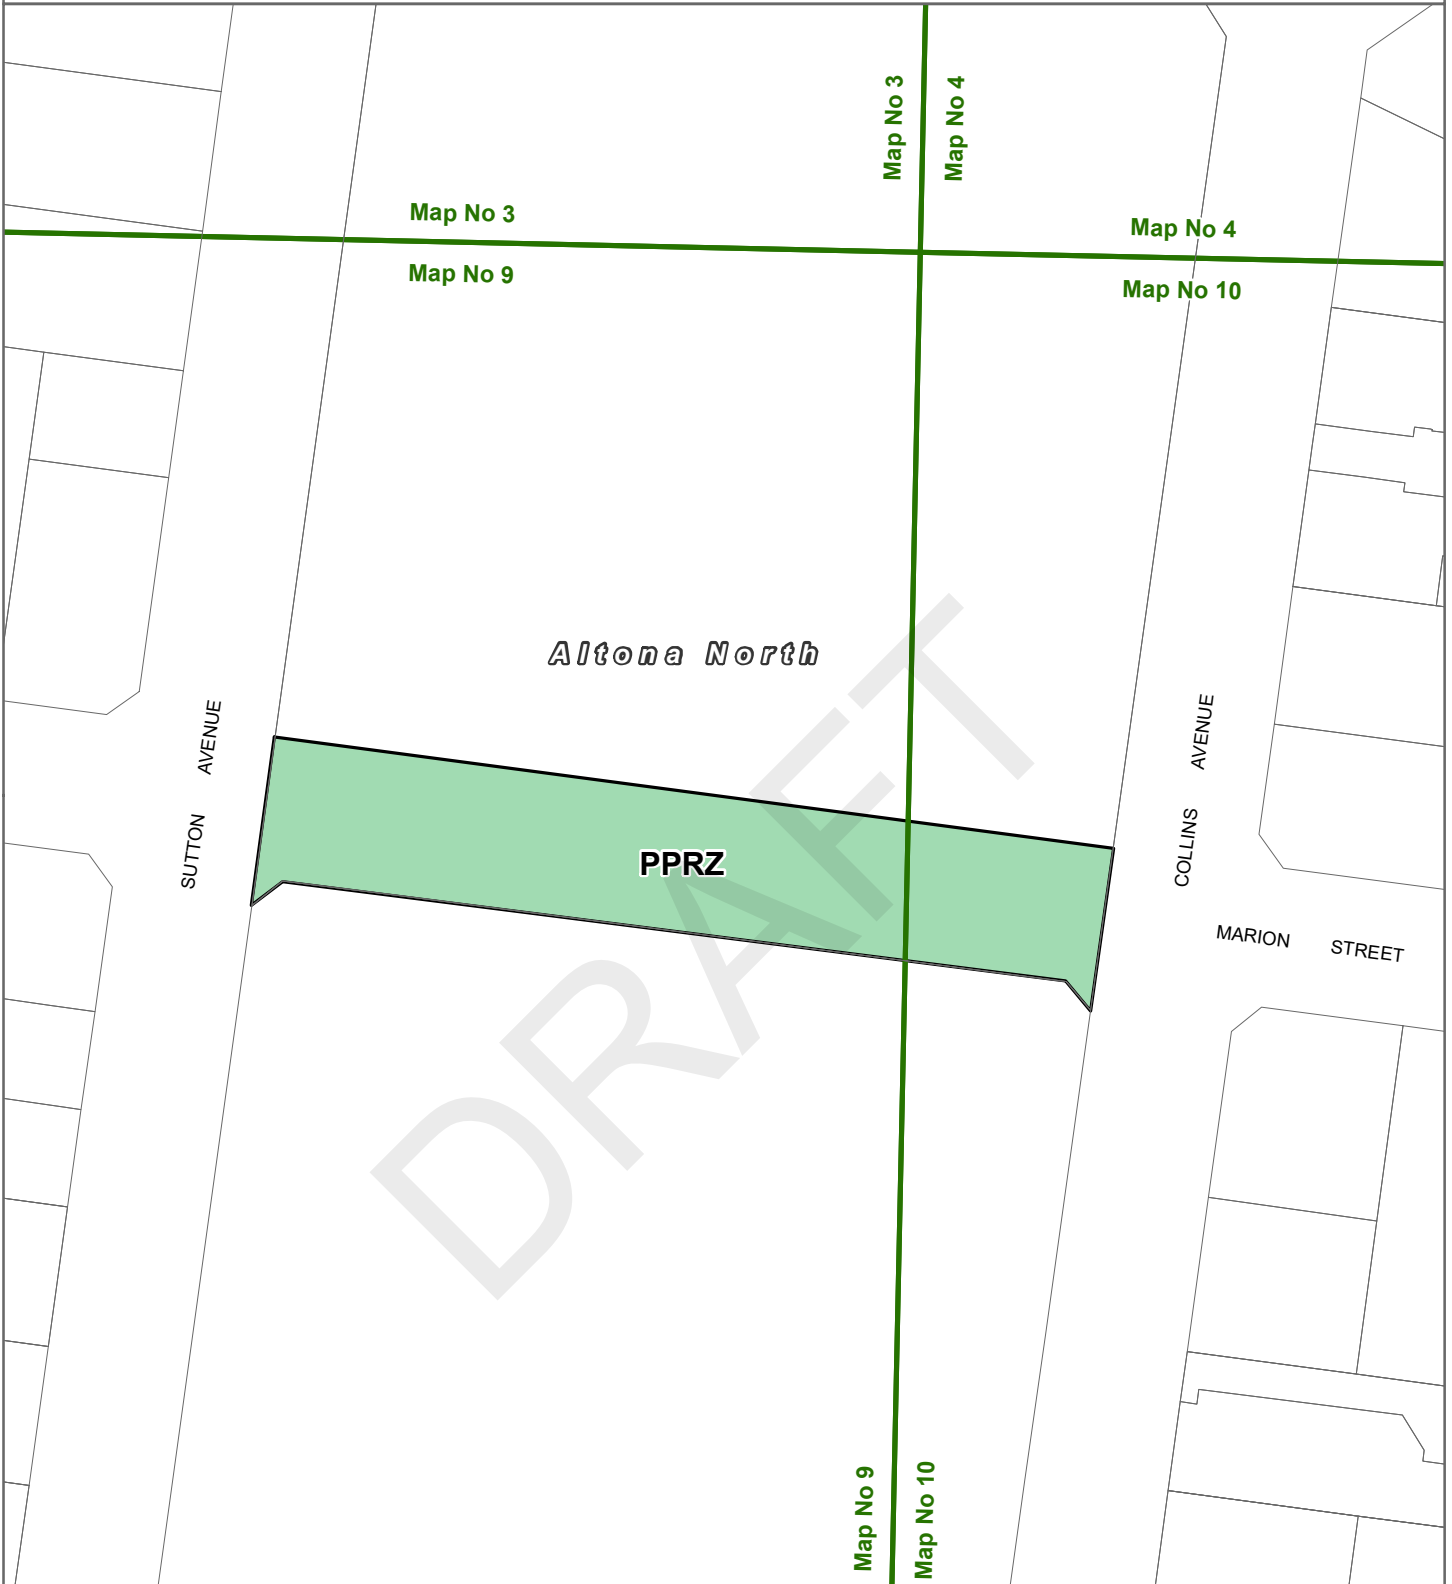 Map No 3
Map No 4
Map No 3
Map No 4
Map No 9
Map No 10
Altona North
SUTTON AVENUE
COLLINS AVENUE
PPRZ
MARION STREET
DRAFT
Map No 9
Map No 10